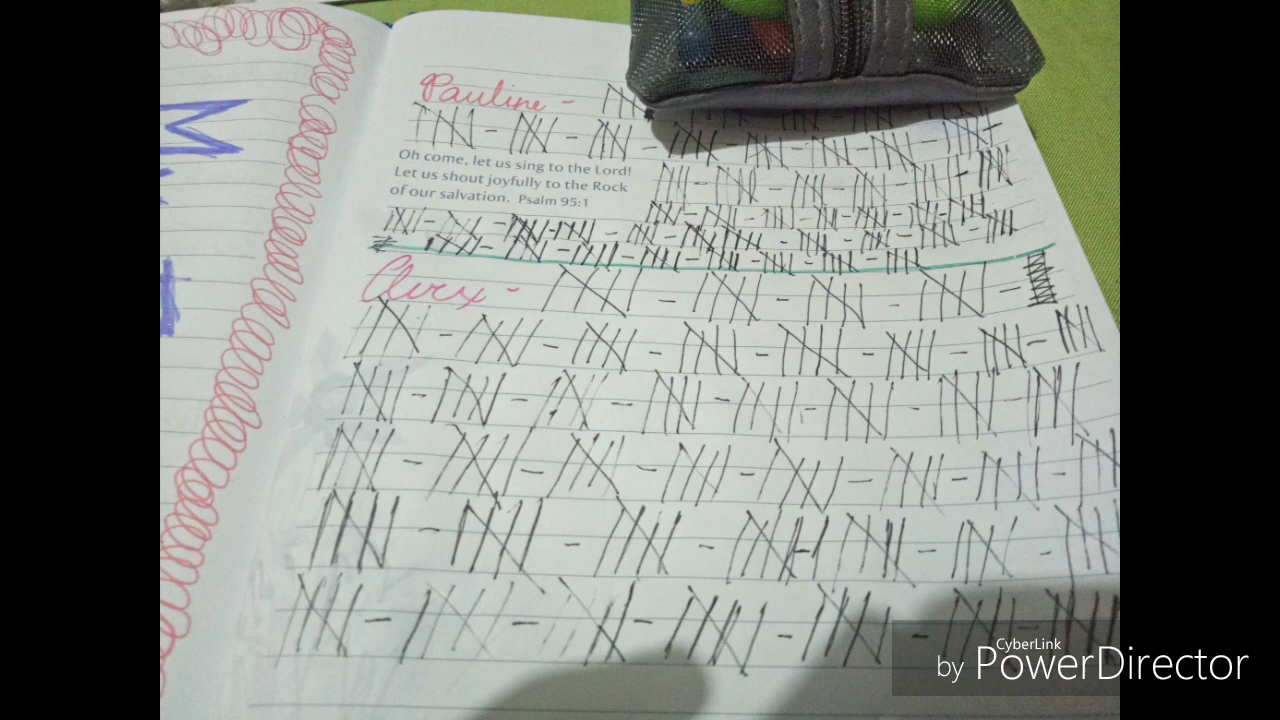 Pauline -
Oh come, let us sing to the Lord!
Let us shout joyfully to the Rock
of our salvation. Psalm 95:1
CyberLink
by PowerDirector